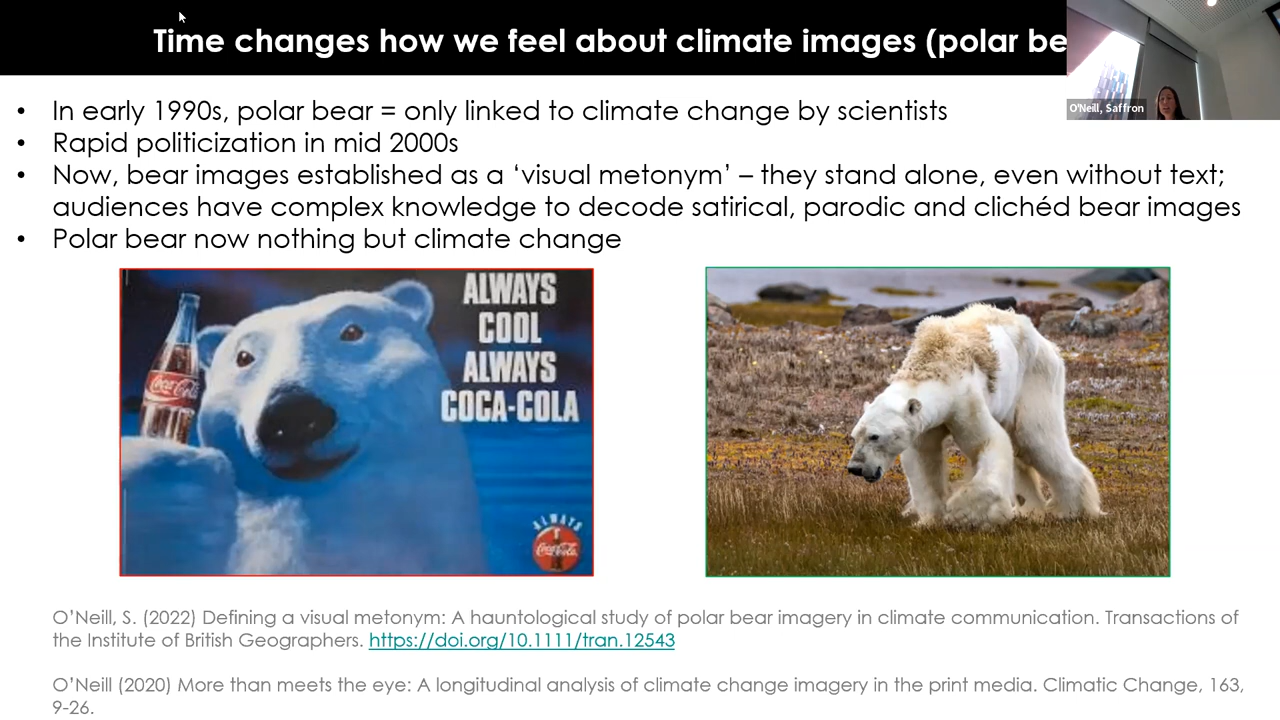 Time changes how we feel about climate images (polar be
O'Neill, Saffron
• In early 1990s, polar bear = only linked to climate change by scientists
• Rapid politicization in mid 2000s
• Now, bear images established as a ‘visual metonym’ – they stand alone, even without text;
audiences have complex knowledge to decode satirical, parodic and clichéd bear images
• Polar bear now nothing but climate change
ALWAYS
COOL
ALWAYS
COCA-COLA
Coca-Cola
ALWAYS
Coca-Cola
O’Neill, S. (2022) Defining a visual metonym: A hauntological study of polar bear imagery in climate communication. Transactions of
the Institute of British Geographers. https://doi.org/10.1111/tran.12543
O’Neill (2020) More than meets the eye: A longitudinal analysis of climate change imagery in the print media. Climatic Change, 163,
9-26.